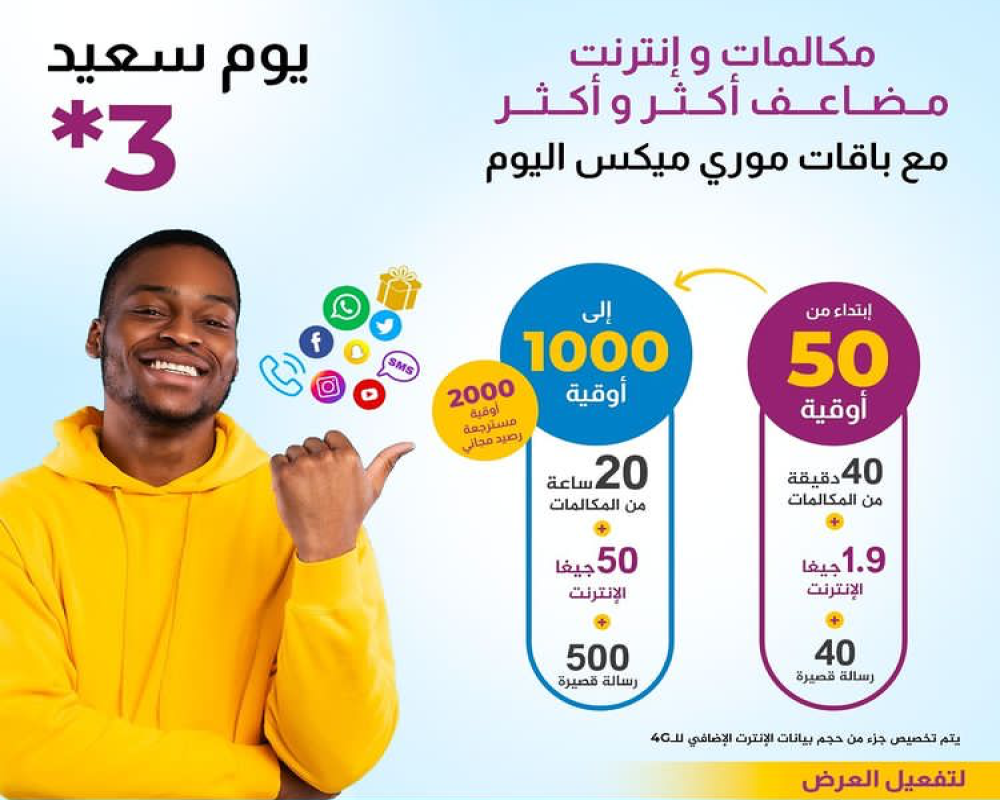 مكالمات و إنترنت
مضاعف أكثر و أكثر
مع باقات موري ميكس اليوم
يوم سعيد
3*
إبتداء من
50
أوقية
40 دقيقة
من المكالمات
+
1.9 جيغا
الإنترنت
+
40
رسالة قصيرة
إلى
1000
أوقية
20 ساعة
من المكالمات
+
50 جيغا
الإنترنت
+
500
رسالة قصيرة
2000
أوقية
مسترجعة
رصيد مجاني
SMS
يتم تخصيص جزء من حجم بيانات الإنترت الإضافي للـ4G
لتفعيل العرض